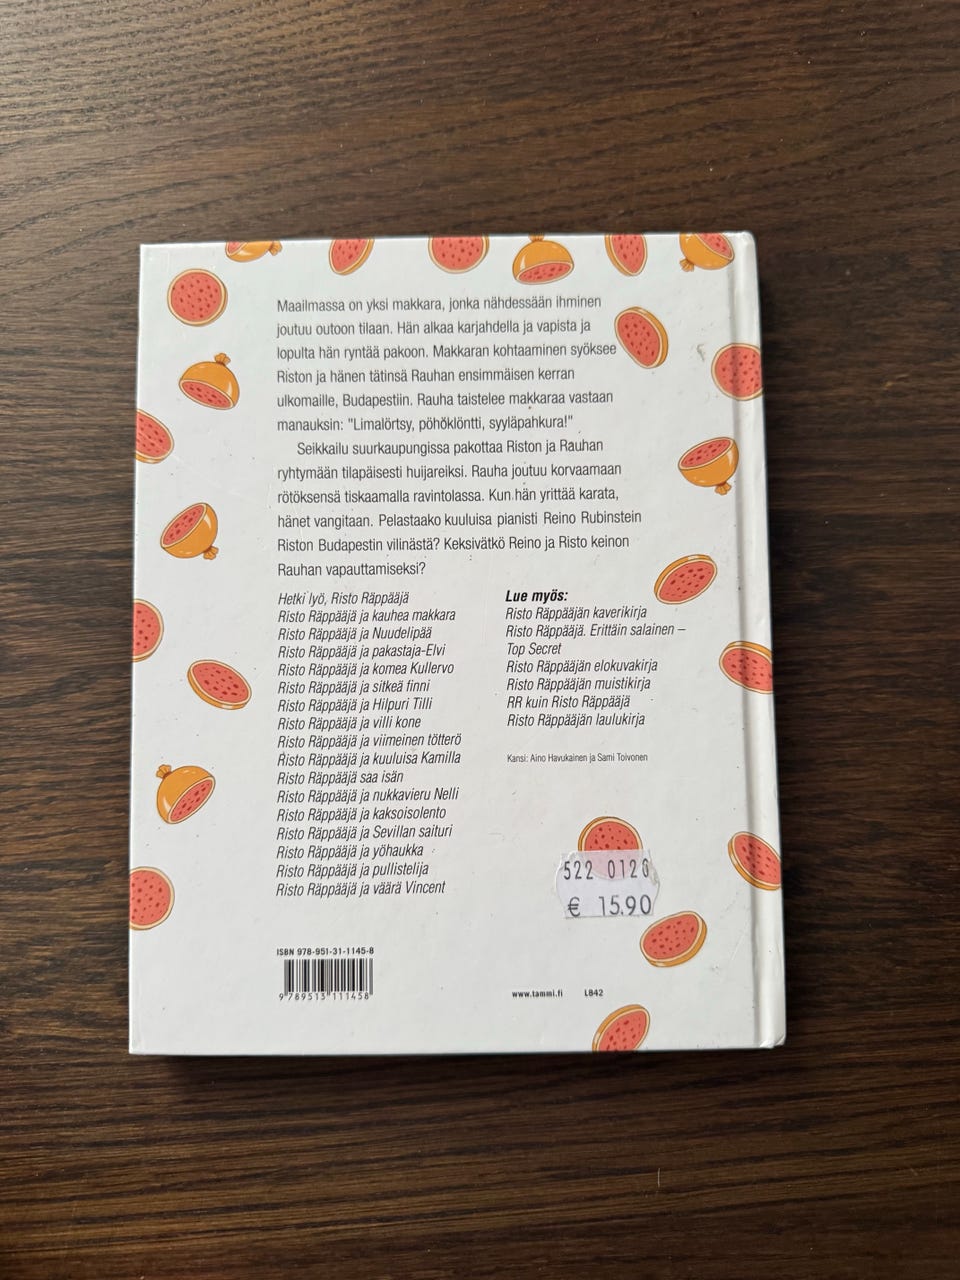 Maailmassa on yksi makkara, jonka nähdessään ihminen
joutuu outoon tilaan. Hän alkaa karjahdella ja vapista ja
lopulta hän ryntää pakoon. Makkaran kohtaaminen syöksee
Riston ja hänen tätinsä Rauhan ensimmäisen kerran
ulkomaille, Budapestiin. Rauha taistelee makkaraa vastaan
manauksin: "Limalörtsy, pöhöklöntti, syyläpahkura!"
Seikkailu suurkaupungissa pakottaa Riston ja Rauhan
ryhtymään tilapäisesti huijareiksi. Rauha joutuu korvaamaan
rötöksensä tiskaamalla ravintolassa. Kun hän yrittää karata,
hänet vangitaan. Pelastaako kuuluisa pianisti Reino Rubinstein
Riston Budapestin vilinästä? Keksivätkö Reino ja Risto keinon
Rauhan vapauttamiseksi?
Hetki lyö, Risto Räppääjä
Risto Räppääjä ja kauhea makkara
Risto Räppääjä ja Nuudelipää
Risto Räppääjä ja pakastaja-Elvi
Risto Räppääjä ja komea Kullervo
Risto Räppääjä ja sitkeä finni
Risto Räppääjä ja Hilpuri Tilli
Risto Räppääjä ja villi kone
Risto Räppääjä ja viimeinen tötterö
Risto Räppääjä ja kuuluisa Kamilla
Risto Räppääjä saa isän
Risto Räppääjä ja nukkavieru Nelli
Risto Räppääjä ja kaksoisolento
Risto Räppääjä ja Sevillan saituri
Risto Räppääjä ja yöhaukka
Risto Räppääjä ja pullistelija
Risto Räppääjä ja väärä Vincent
Lue myös:
Risto Räppääjän kaverikirja
Risto Räppääjä. Erittäin salainen –
Top Secret
Risto Räppääjän elokuvakirja
Risto Räppääjän muistikirja
RR kuin Risto Räppääjä
Risto Räppääjän laulukirja
Kansi: Aino Havukainen ja Sami Toivonen
522 0120
€ 15.90
ISBN 978-951-31-1145-8
9 789513 111458
www.tammi.fi L842